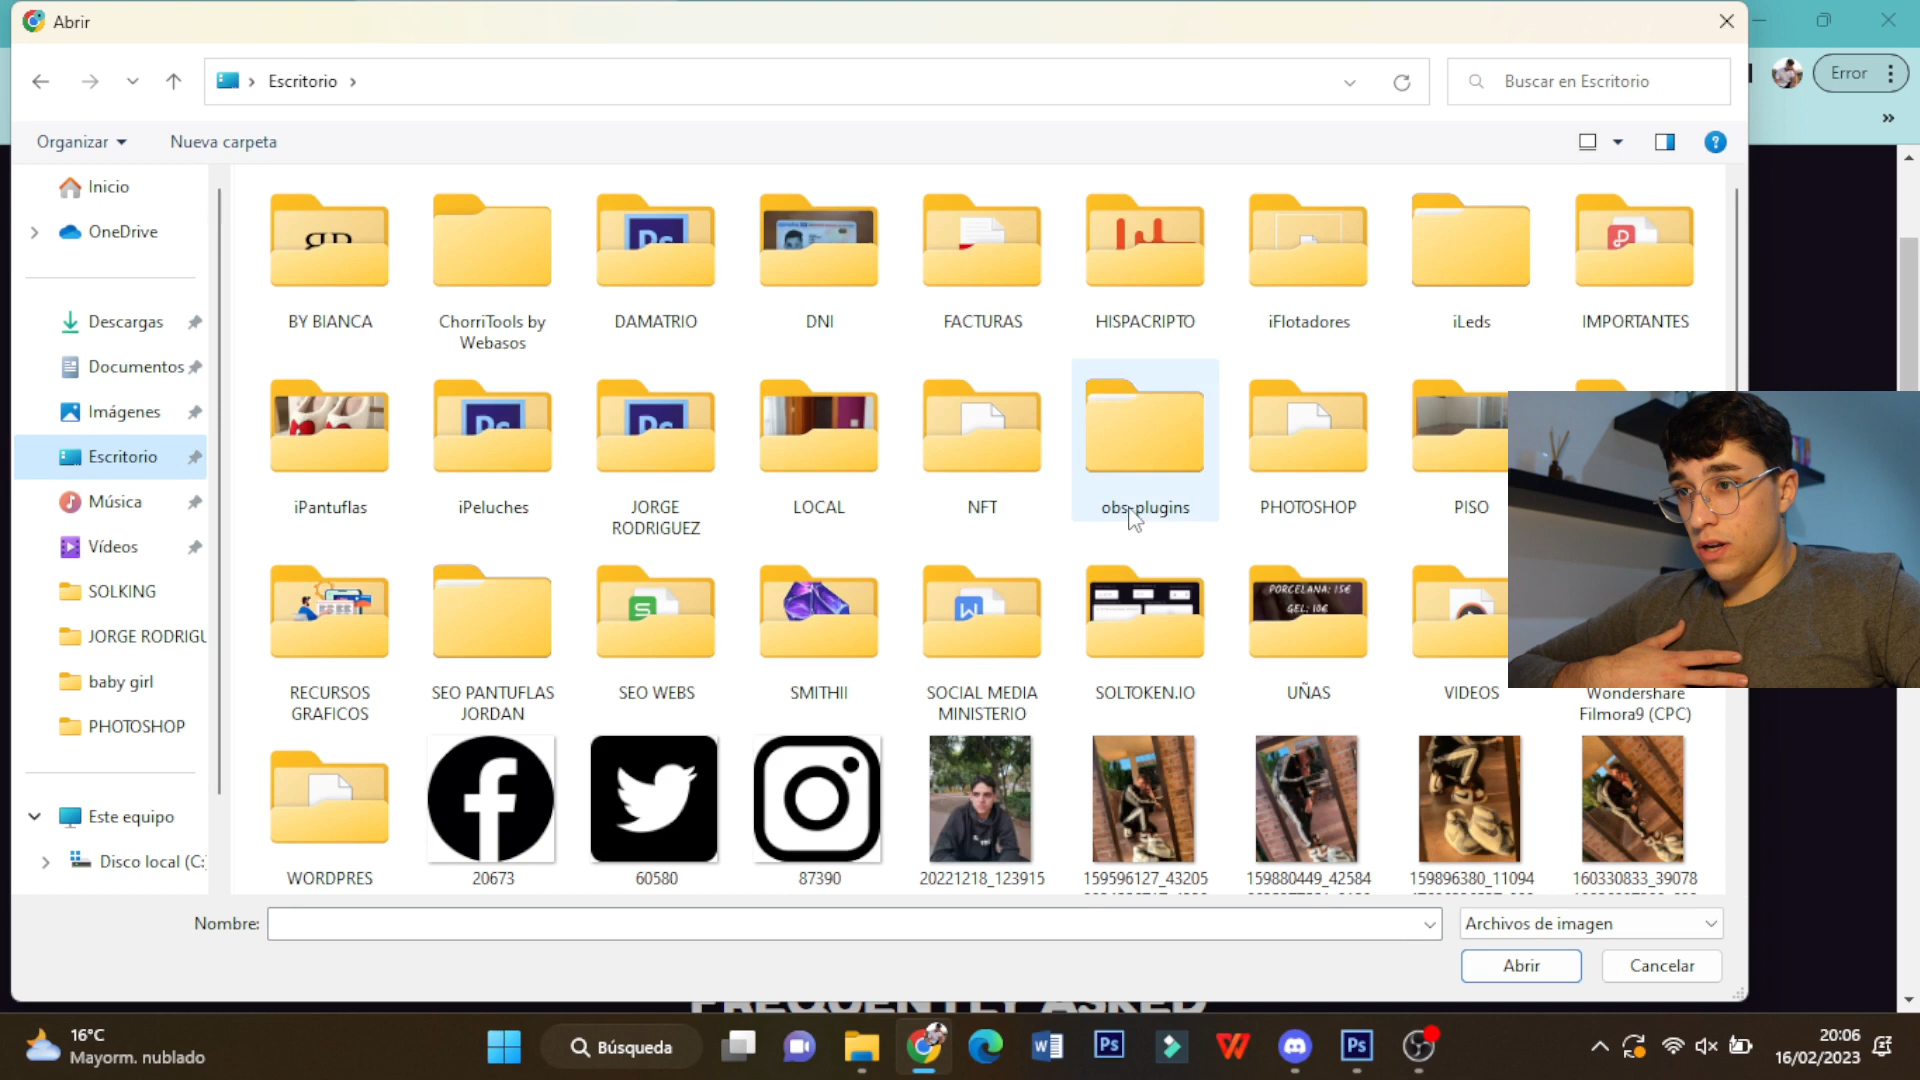 Abrir
Escritorio
Buscar en Escritorio
Error
Organizar
Nueva carpeta
Inicio
OneDrive
Descargas
Documentos
Imágenes
Escritorio
Música
Vídeos
SOLKING
JORGE RODRIGU
baby girl
PHOTOSHOP
Este equipo
Disco local (C:
BY BIANCA
ChorriTools by
Webasos
DAMATRIO
DNI
FACTURAS
HISPACRIPTO
iFlotadores
iLeds
IMPORTANTES
iPantuflas
iPeluches
JORGE
RODRIGUEZ
LOCAL
NFT
obs-plugins
PHOTOSHOP
PISO
PORCELANA: 15€
GEL: 10€
RECURSOS
GRAFICOS
SEO PANTUFLAS
JORDAN
SEO WEBS
SMITHII
SOCIAL MEDIA
MINISTERIO
SOLTOKEN.IO
UÑAS
VIDEOS
Wondershare
Filmora9 (CPC)
WORDPRES
20673
60580
87390
20221218_123915
159596127_43205
159880449_42584
159896380_11094
160330833_39078
Nombre:
Archivos de imagen
Abrir
Cancelar
FREQUENTLY ASKED
16°C
Mayorm. nublado
Búsqueda
20:06
16/02/2023